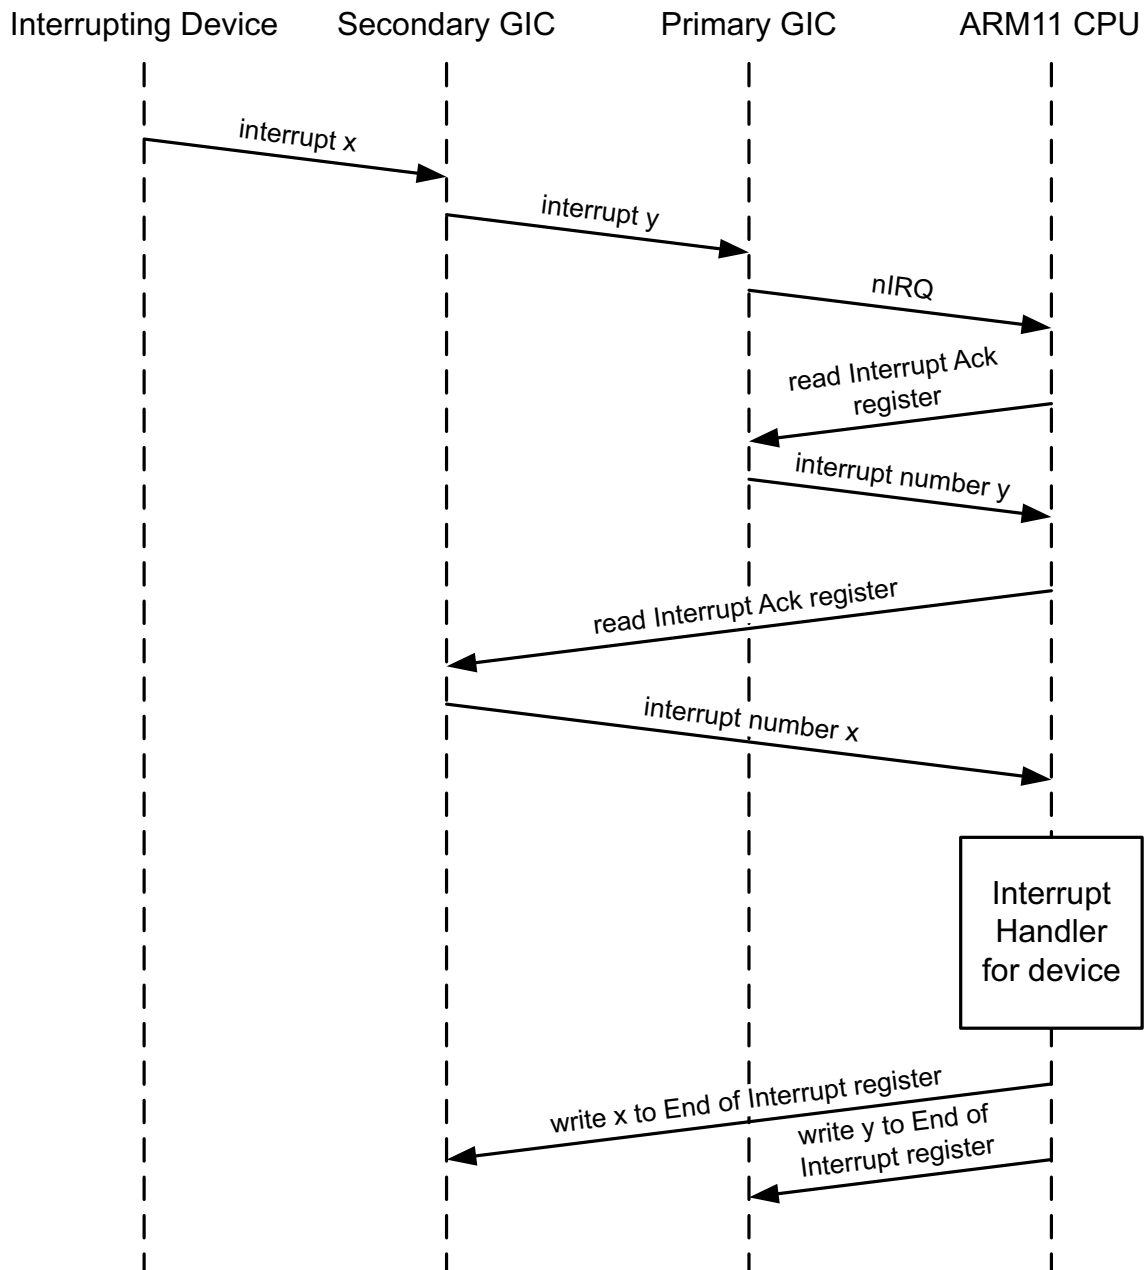 Interrupting Device
Secondary GIC
Primary GIC
ARM11 CPU
interrupt x
interrupt y
nIRQ
read Interrupt Ack
register
interrupt number y
read Interrupt Ack register
interrupt number x
Interrupt
Handler
for device
write x to End of Interrupt register
write y to End of
Interrupt register